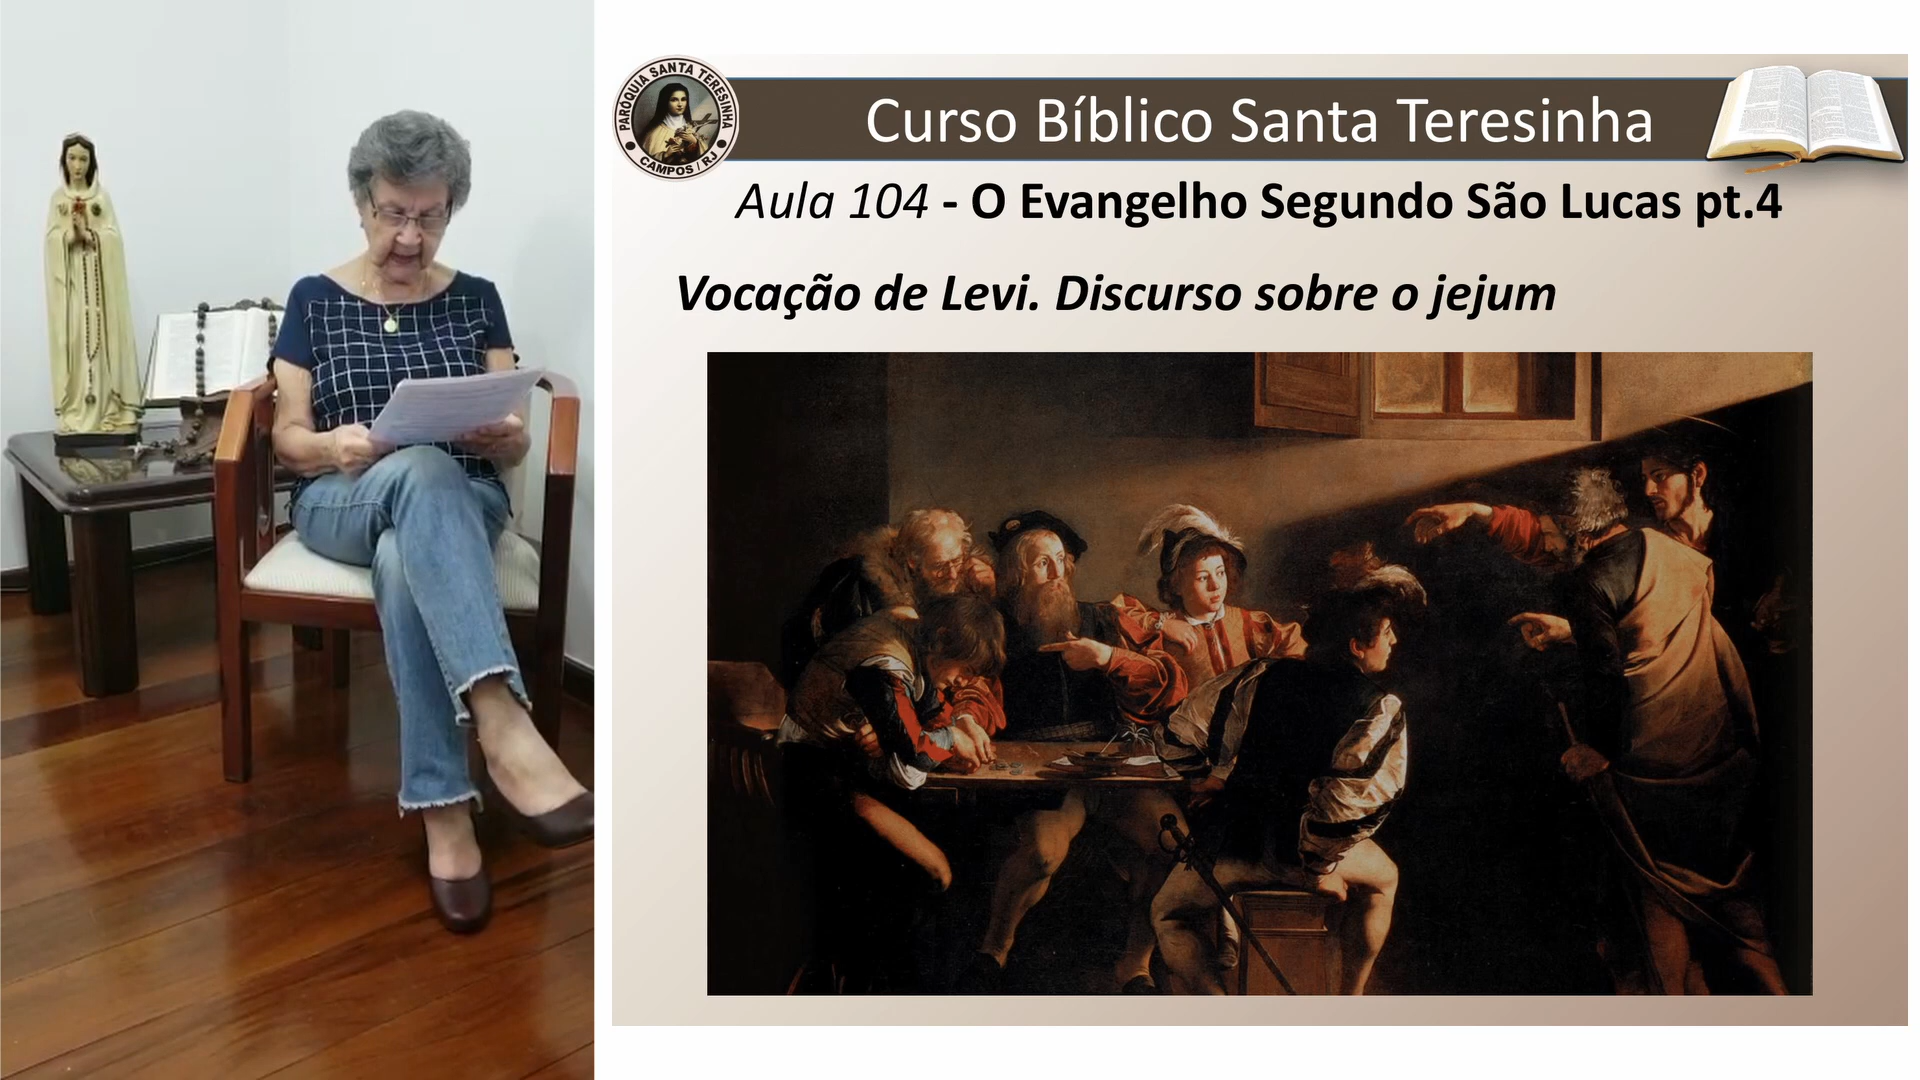 PARÓQUIA SANTA TERESINHA
CAMPOS / RJ
Curso Bíblico Santa Teresinha
Aula 104 - O Evangelho Segundo São Lucas pt.4
Vocação de Levi. Discurso sobre o jejum